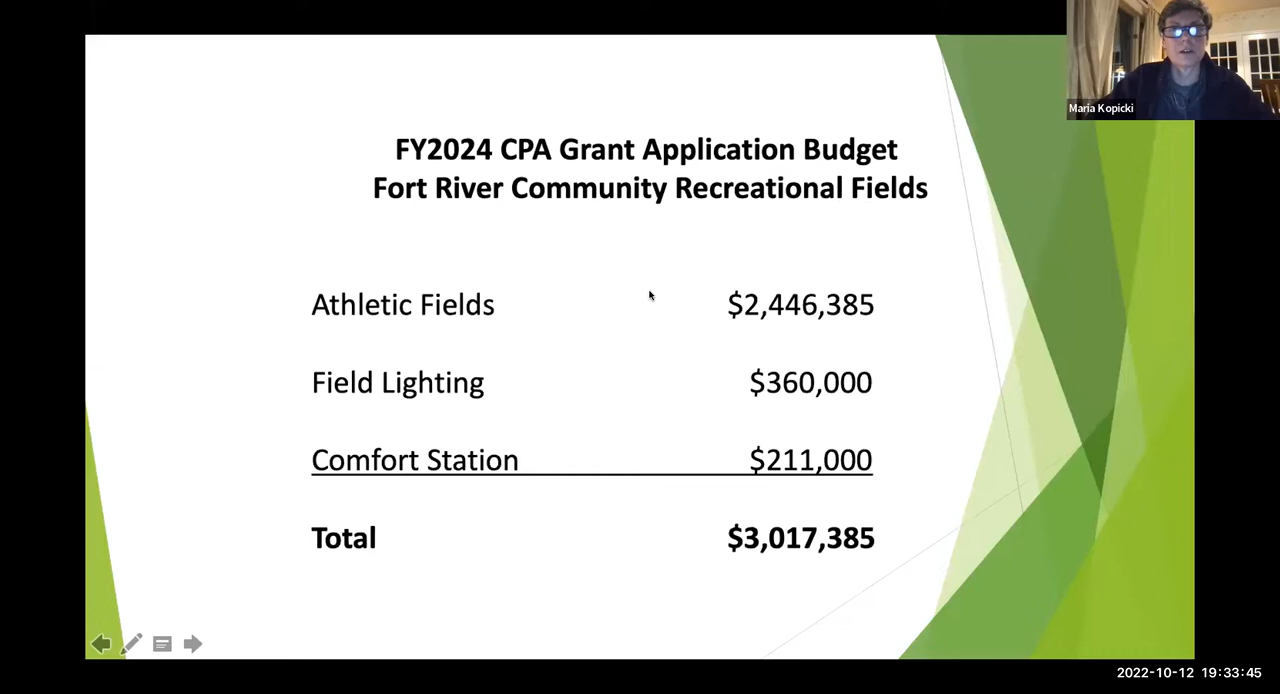 Maria Kopicki
FY2024 CPA Grant Application Budget
Fort River Community Recreational Fields
Athletic Fields $2,446,385
Field Lighting $360,000
Comfort Station $211,000
Total $3,017,385
2022-10-12 19:33:45